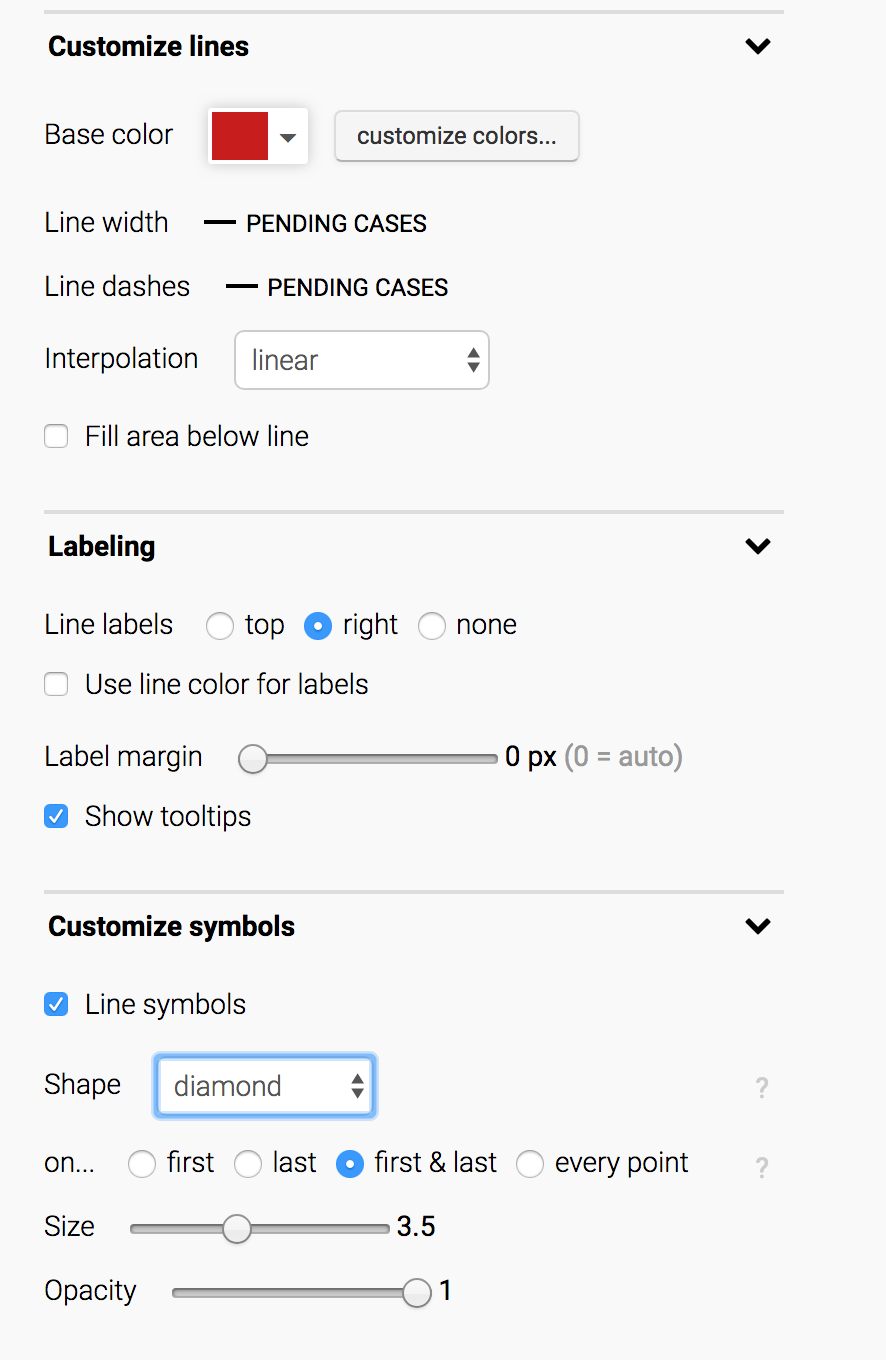 Customize lines
Base color customize colors...
Line width PENDING CASES
Line dashes PENDING CASES
Interpolation linear
Fill area below line
Labeling
Line labels top right none
Use line color for labels
Label margin 0 px (0 = auto)
Show tooltips
Customize symbols
Line symbols
Shape diamond ?
on... first last first & last every point ?
Size 3.5
Opacity 1